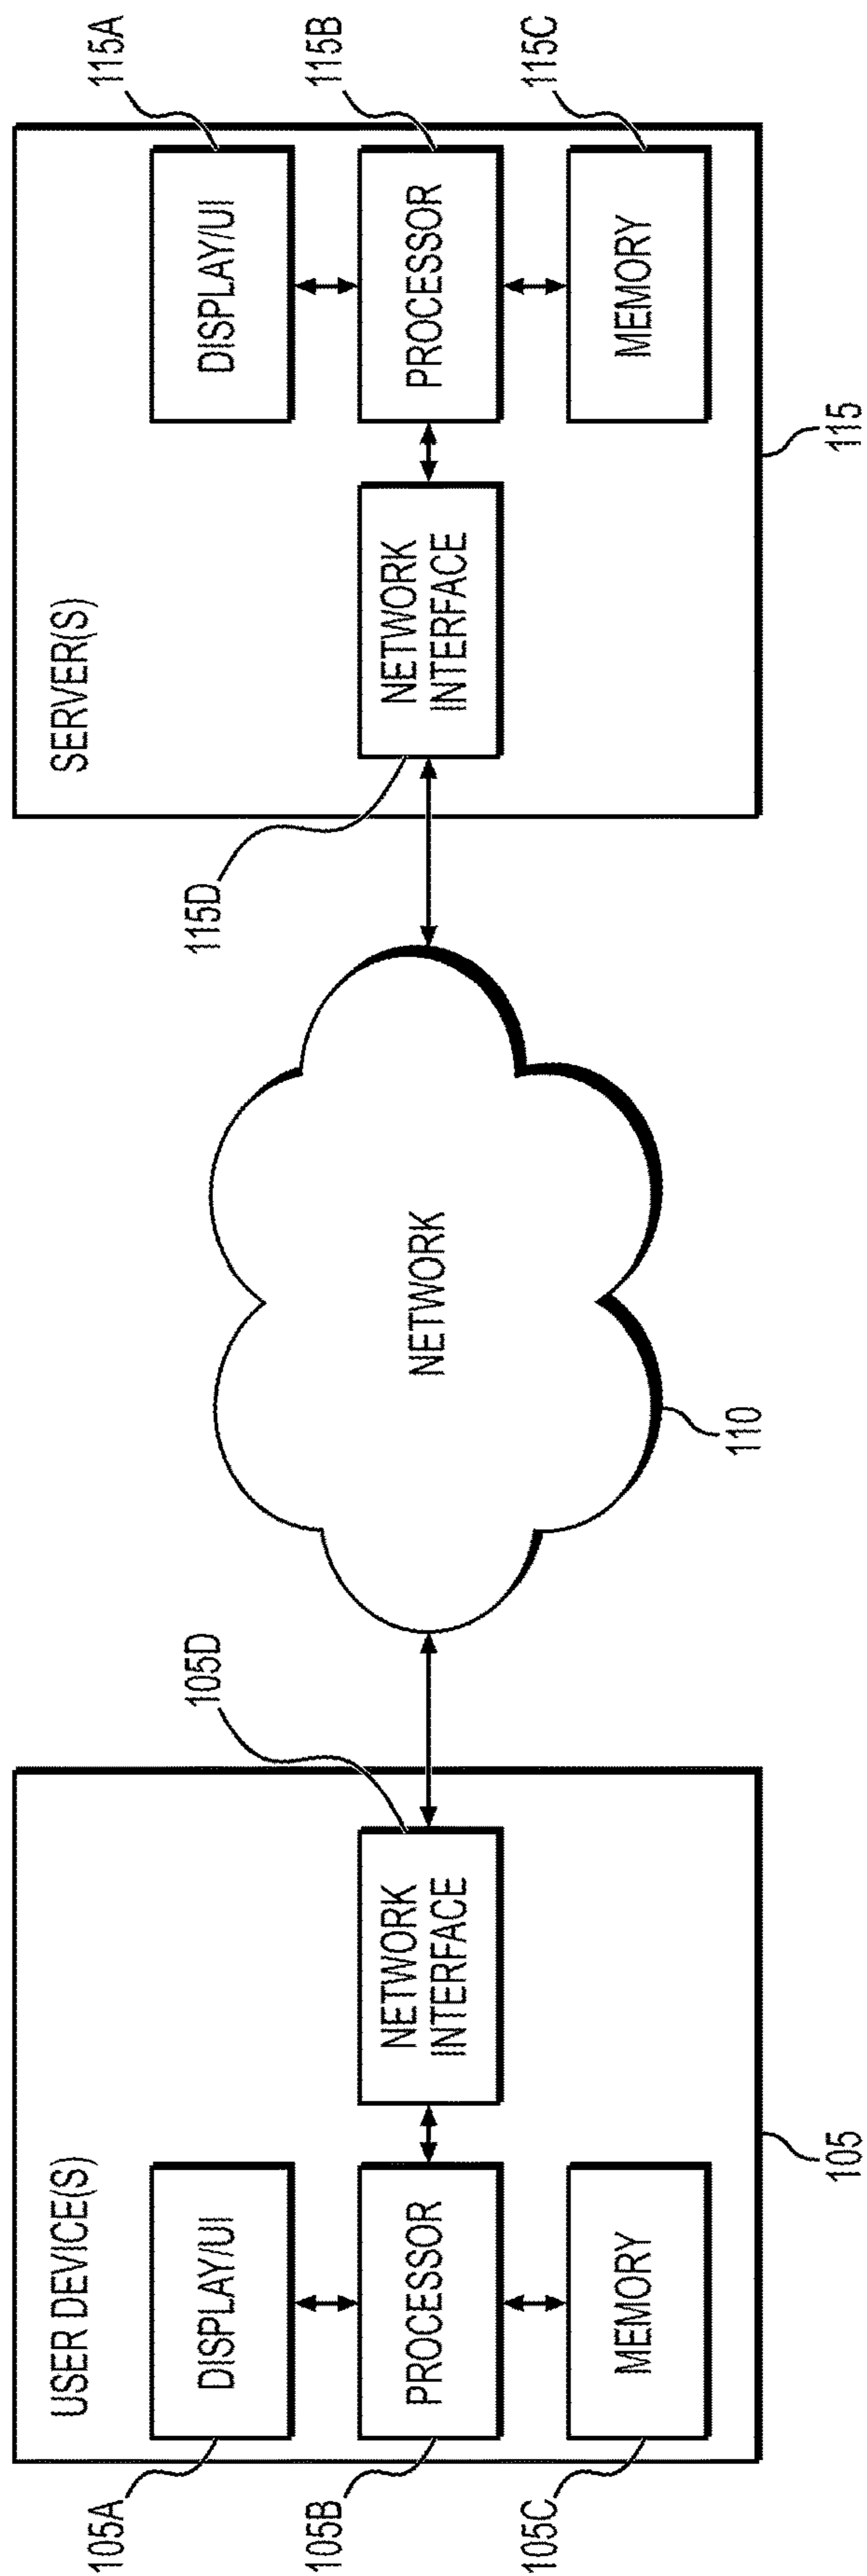 USER DEVICE(S)
105A
DISPLAY/UI
105B
PROCESSOR
105C
MEMORY
NETWORK
INTERFACE
105D
105
NETWORK
110
SERVER(S)
115D
NETWORK
INTERFACE
DISPLAY/UI
115A
PROCESSOR
115B
MEMORY
115C
115